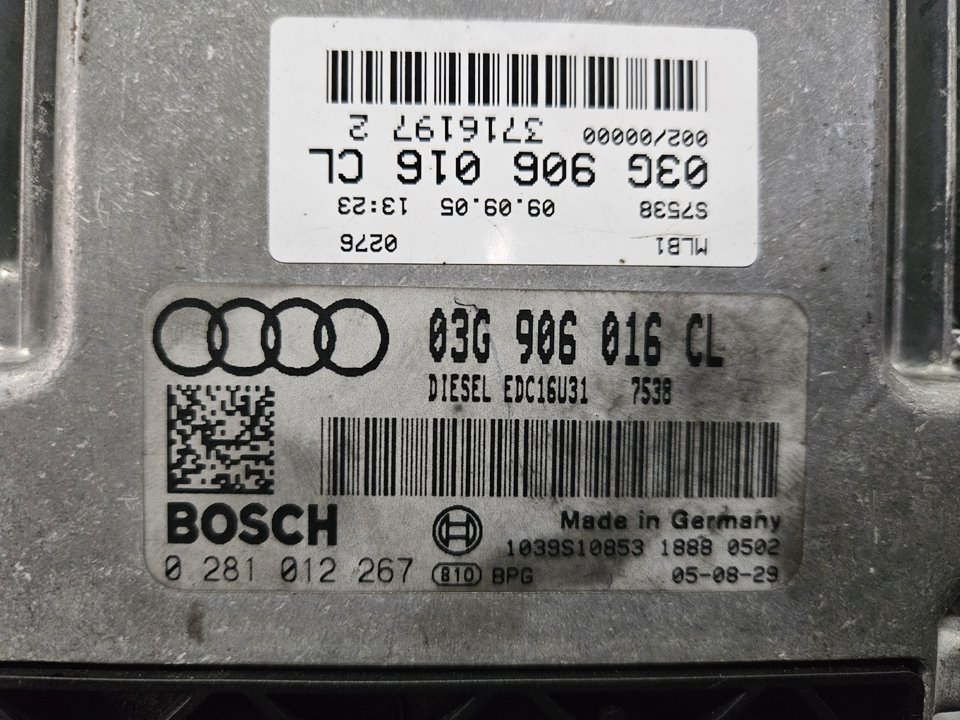 MLB1 0276
S7538 09.09.05 13:23
03G 906 016 CL
002/00000 3716197 2
03G 906 016 CL
DIESEL EDC16U31 7538
BOSCH
Made in Germany
1039S10853 1888 0502
0 281 012 267 810 BPG 05-08-29